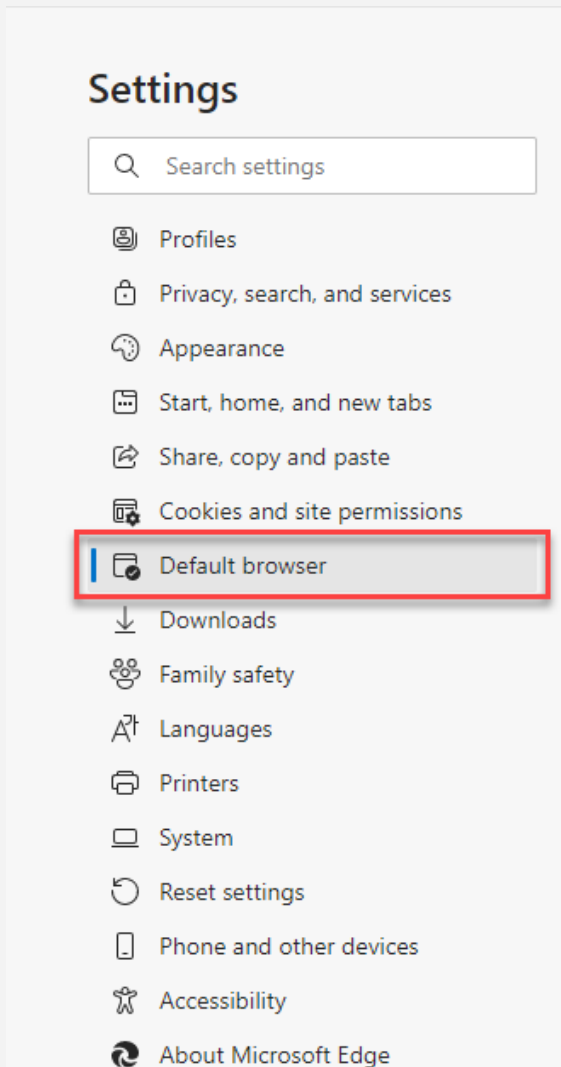 Settings
Search settings
Profiles
Privacy, search, and services
Appearance
Start, home, and new tabs
Share, copy and paste
Cookies and site permissions
Default browser
Downloads
Family safety
Languages
Printers
System
Reset settings
Phone and other devices
Accessibility
About Microsoft Edge